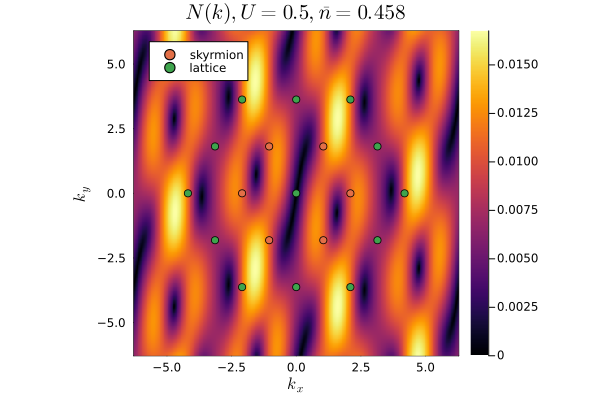 N(k), U = 0.5, n̄ = 0.458
skyrmion
lattice
5.0
2.5
0.0
−2.5
−5.0
k_y
−5.0 −2.5 0.0 2.5 5.0
k_x
0.0150
0.0125
0.0100
0.0075
0.0050
0.0025
0